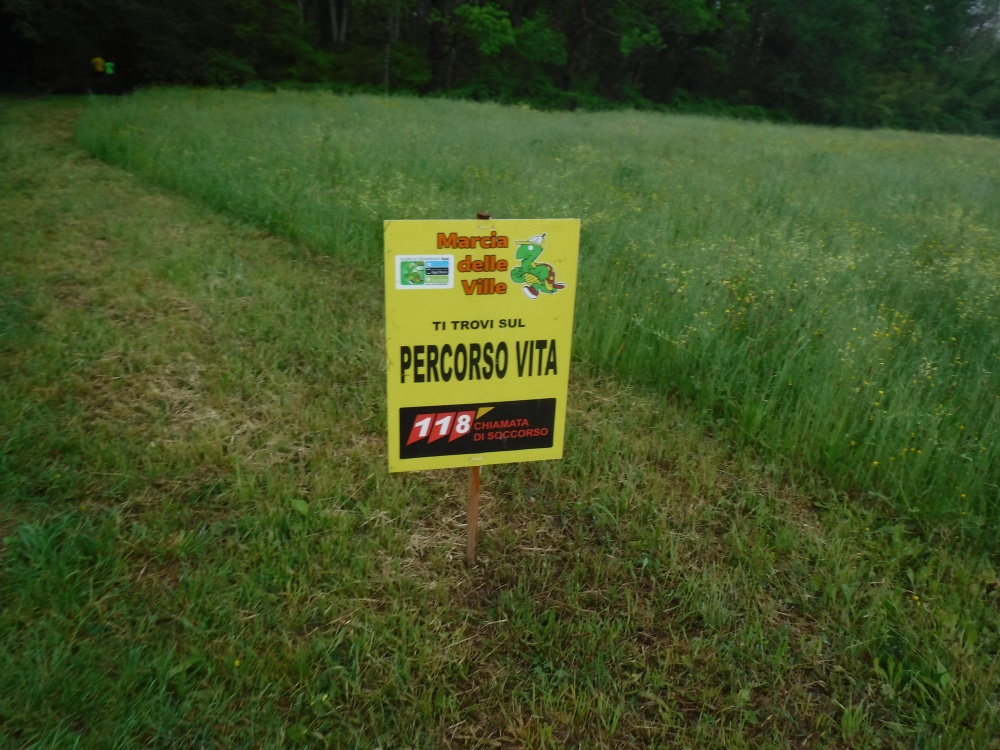 Marcia
delle
Ville
TI TROVI SUL
PERCORSO VITA
118 CHIAMATA
DI SOCCORSO